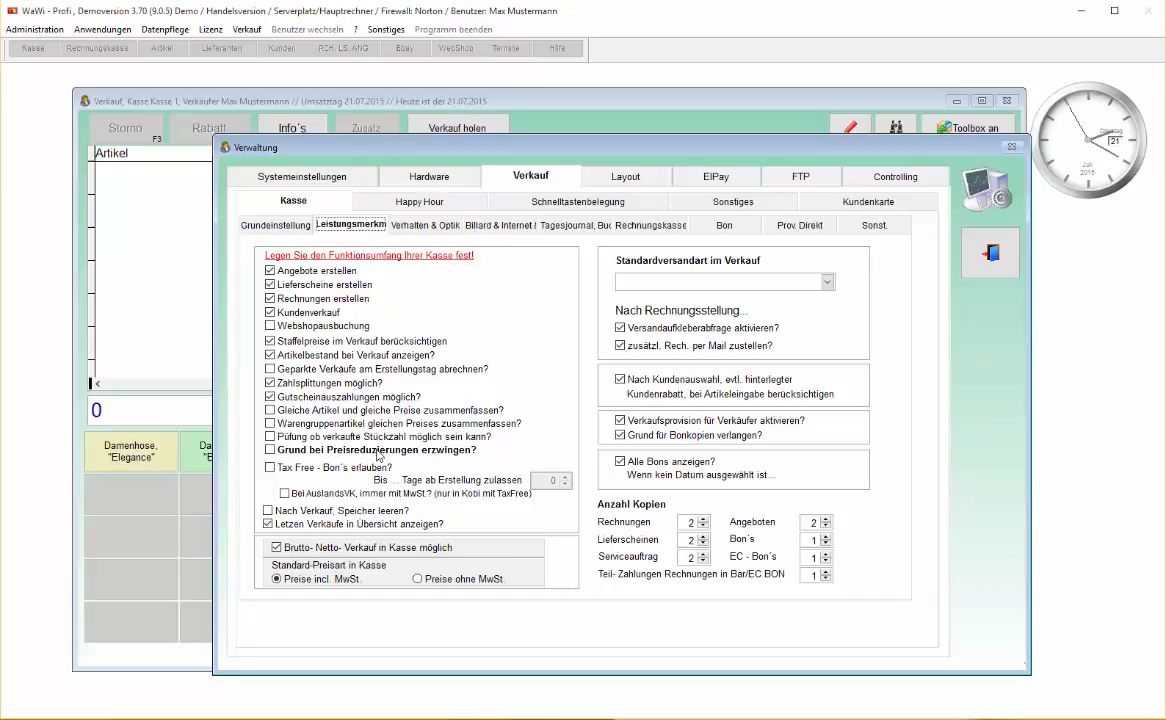 WaWi - Profi , Demoversion 3.70 (9.0.5) Demo / Handelsversion / Serverplatz/Hauptrechner / Firewall: Norton / Benutzer: Max Mustermann
Administration Anwendungen Datenpflege Lizenz Verkauf Benutzer wechseln ? Sonstiges Programm beenden
Kasse Rechnungskasse Artikel Lieferanten Kunden RCH, LS, ANG Ebay WebShop Termine Hilfe
Verkauf, Kasse Kasse 1, Verkäufer Max Mustermann // Umsatztag 21.07.2015 // Heute ist der 21.07.2015
Storno F3 Rabatt Info´s Zusatz Verkauf holen Toolbox an
Dienstag
21
Juli
2015
Artikel
0
Damenhose,
"Elegance"
Da
"E
Verwaltung
Systemeinstellungen Hardware Verkauf Layout ElPay FTP Controlling
Kasse Happy Hour Schnelltastenbelegung Sonstiges Kundenkarte
Grundeinstellung Leistungsmerkm Verhalten & Optik Billiard & Internet & Tagesjournal, Buc Rechnungskasse Bon Prov. Direkt Sonst.
Legen Sie den Funktionsumfang Ihrer Kasse fest!
Angebote erstellen
Lieferscheine erstellen
Rechnungen erstellen
Kundenverkauf
Webshopausbuchung
Staffelpreise im Verkauf berücksichtigen
Artikelbestand bei Verkauf anzeigen?
Geparkte Verkäufe am Erstellungstag abrechnen?
Zahlsplittungen möglich?
Gutscheinauszahlungen möglich?
Gleiche Artikel und gleiche Preise zusammenfassen?
Warengruppenartikel gleichen Preises zusammenfassen?
Püfung ob verkaufte Stückzahl möglich sein kann?
Grund bei Preisreduzierungen erzwingen?
Tax Free - Bon´s erlauben?
Bis ... Tage ab Erstellung zulassen 0
Bei AuslandsVK, immer mit MwSt.? (nur in Kobi mit TaxFree)
Nach Verkauf, Speicher leeren?
Letzen Verkäufe in Übersicht anzeigen?
Brutto- Netto- Verkauf in Kasse möglich
Standard-Preisart in Kasse
Preise incl. MwSt. Preise ohne MwSt.
Standardversandart im Verkauf
Nach Rechnungsstellung...
Versandaufkleberabfrage aktivieren?
zusätzl. Rech. per Mail zustellen?
Nach Kundenauswahl, evtl. hinterlegter
Kundenrabatt, bei Artikeleingabe berücksichtigen
Verkaufsprovision für Verkäufer aktivieren?
Grund für Bonkopien verlangen?
Alle Bons anzeigen?
Wenn kein Datum ausgewählt ist...
Anzahl Kopien
Rechnungen 2 Angeboten 2
Lieferscheinen 2 Bon´s 1
Serviceauftrag 2 EC - Bon´s 1
Teil- Zahlungen Rechnungen in Bar/EC BON 1